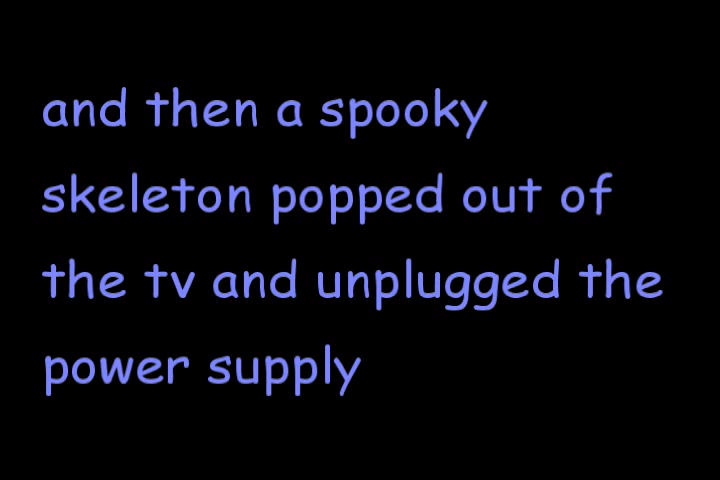 and then a spooky
skeleton popped out of
the tv and unplugged the
power supply